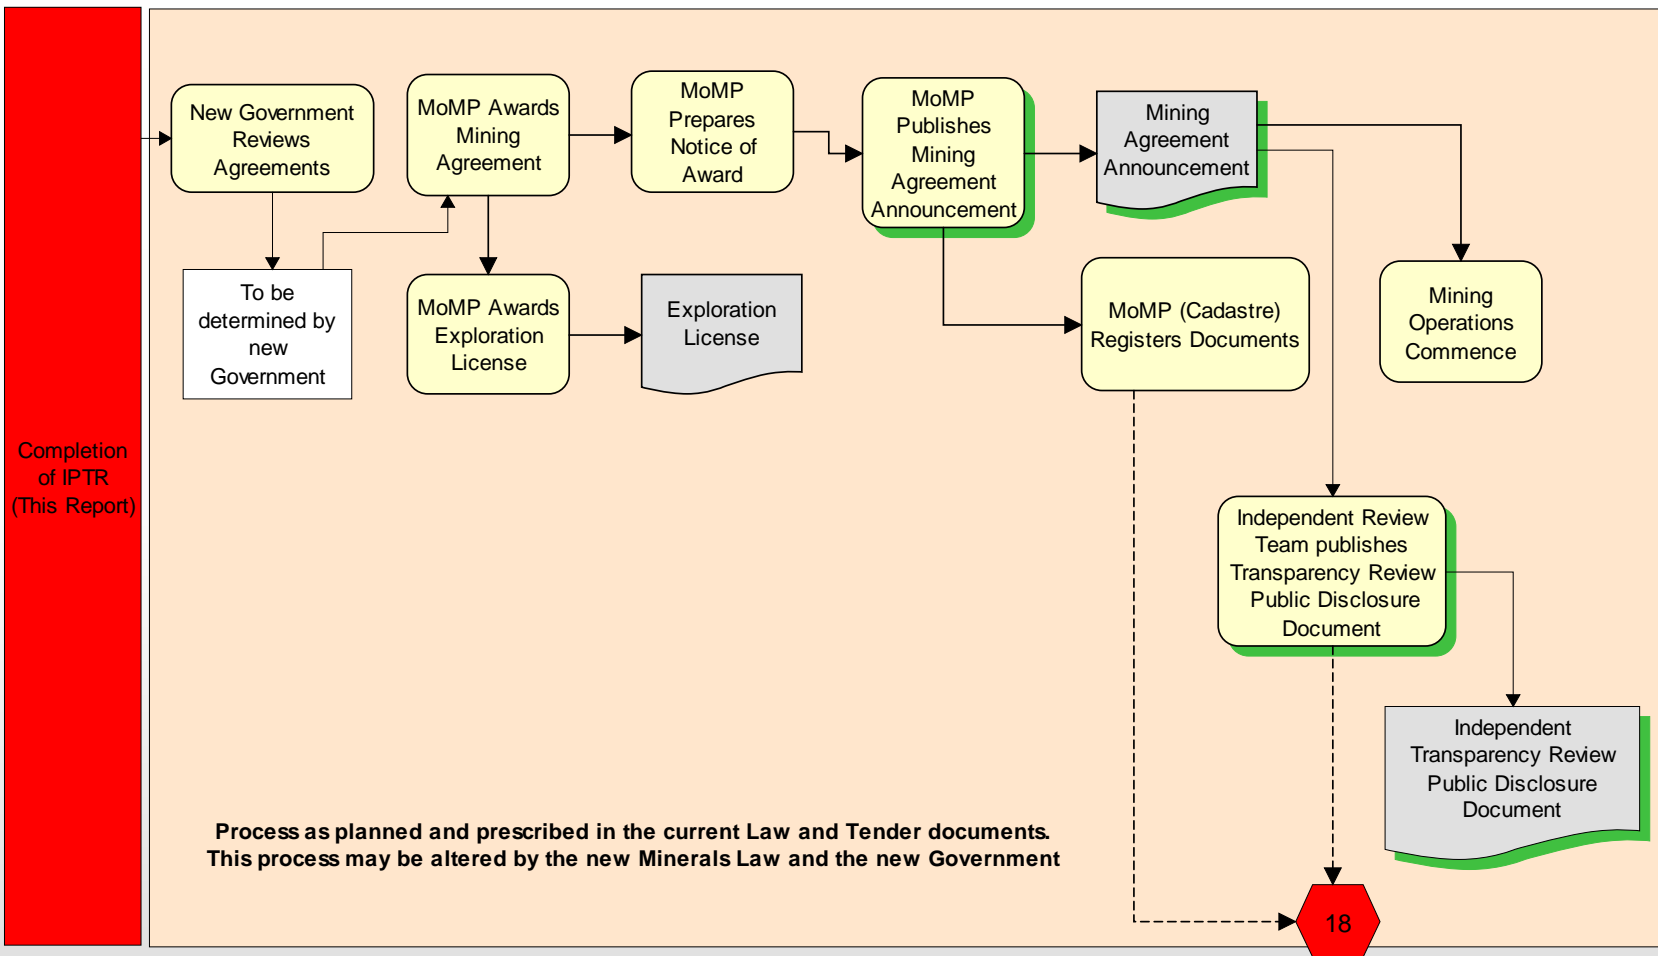 Completion
of IPTR
(This Report)
New Government
Reviews
Agreements
To be
determined by
new
Government
MoMP Awards
Mining
Agreement
MoMP Awards
Exploration
License
MoMP
Prepares
Notice of
Award
Exploration
License
MoMP
Publishes
Mining
Agreement
Announcement
Mining
Agreement
Announcement
MoMP (Cadastre)
Registers Documents
Mining
Operations
Commence
Independent Review
Team publishes
Transparency Review
Public Disclosure
Document
Independent
Transparency Review
Public Disclosure
Document
Process as planned and prescribed in the current Law and Tender documents.
This process may be altered by the new Minerals Law and the new Government
18